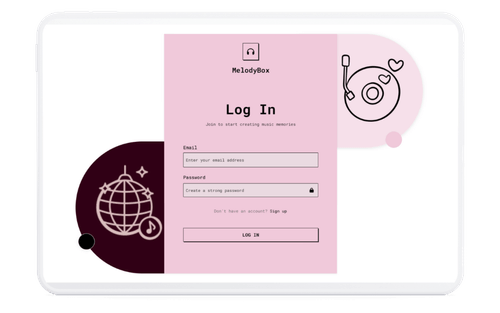 MelodyBox
Log In
Join to start creating music memories
Email
Enter your email address
Password
Create a strong password
Don't have an account? Sign up
LOG IN